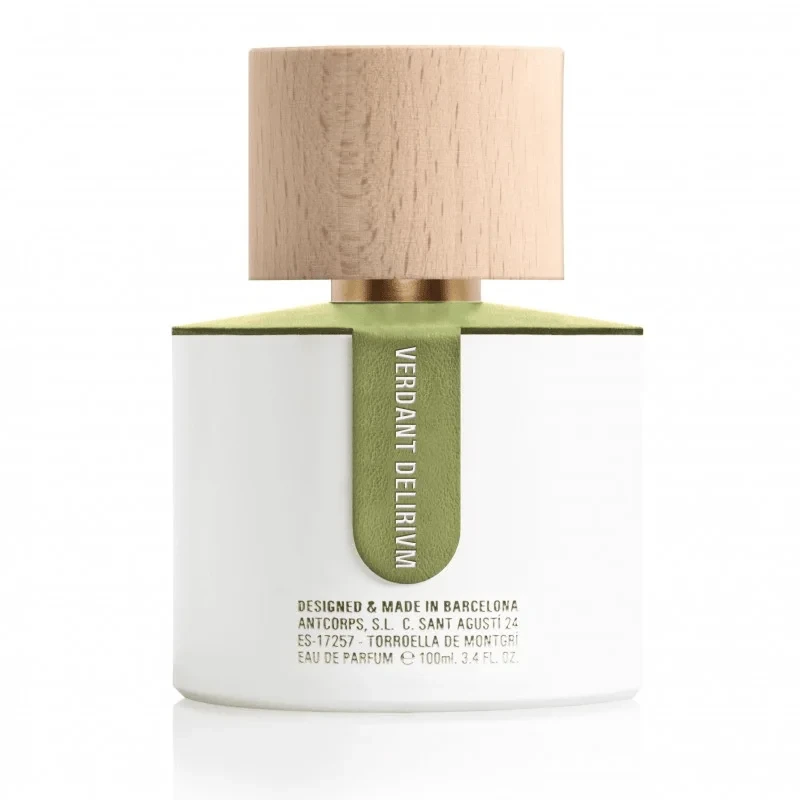 VERDANT DELIRIVM
DESIGNED & MADE IN BARCELONA
ANTCORPS, S.L. C. SANT AGUSTÍ 24
ES-17257 - TORROELLA DE MONTGRÍ
EAU DE PARFUM ℮ 100ml. 3.4 FL. OZ.